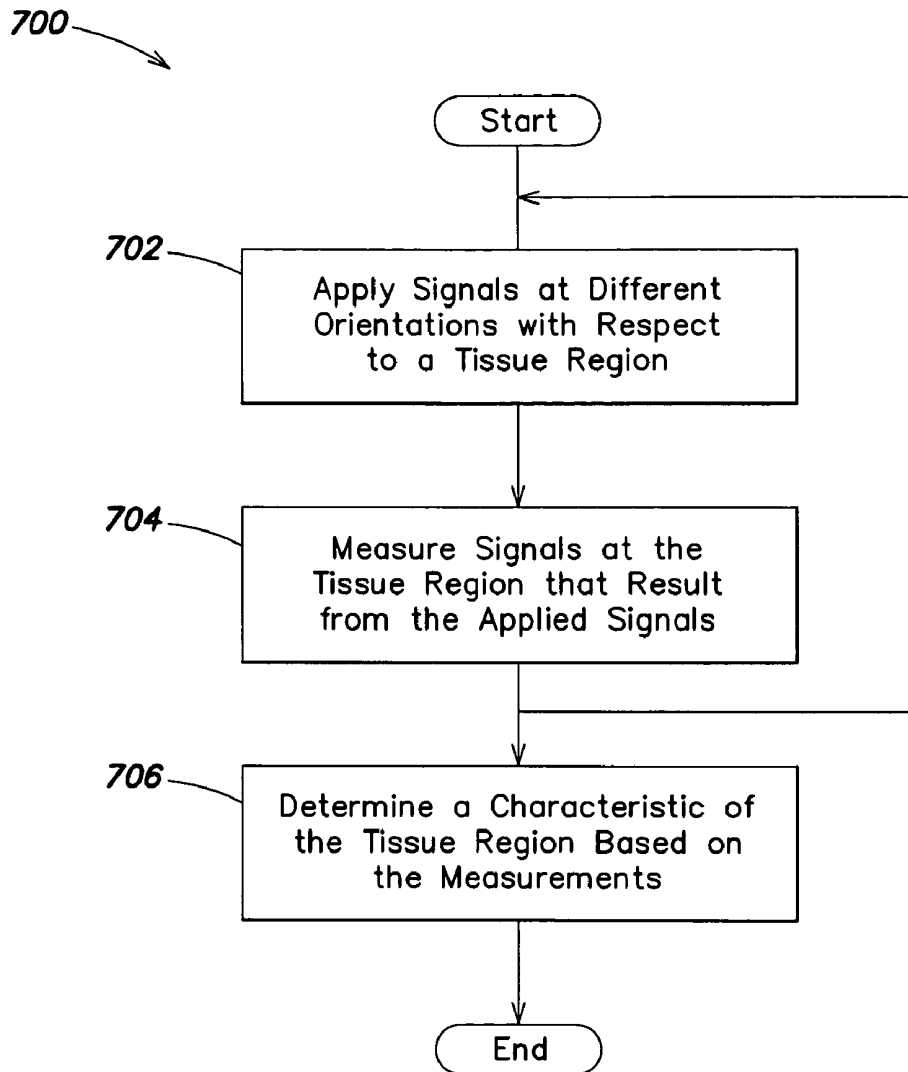 700
Start
702
Apply Signals at Different
Orientations with Respect
to a Tissue Region
704
Measure Signals at the
Tissue Region that Result
from the Applied Signals
706
Determine a Characteristic of
the Tissue Region Based on
the Measurements
End